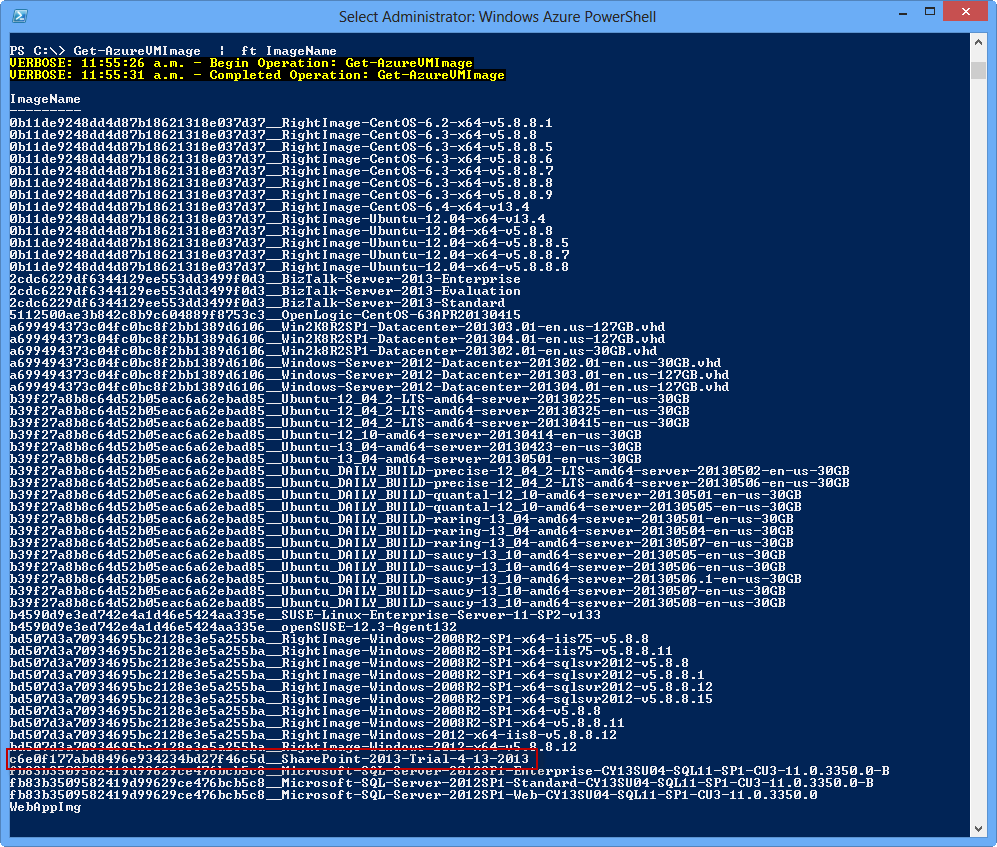 Select Administrator: Windows Azure PowerShell
PS C:\> Get-AzureVMImage  |  ft ImageName
VERBOSE: 11:55:26 a.m. - Begin Operation: Get-AzureVMImage
VERBOSE: 11:55:31 a.m. - Completed Operation: Get-AzureVMImage
ImageName
---------
0b11de9248dd4d87b18621318e037d37__RightImage-CentOS-6.2-x64-v5.8.8.1
0b11de9248dd4d87b18621318e037d37__RightImage-CentOS-6.3-x64-v5.8.8
0b11de9248dd4d87b18621318e037d37__RightImage-CentOS-6.3-x64-v5.8.8.5
0b11de9248dd4d87b18621318e037d37__RightImage-CentOS-6.3-x64-v5.8.8.6
0b11de9248dd4d87b18621318e037d37__RightImage-CentOS-6.3-x64-v5.8.8.7
0b11de9248dd4d87b18621318e037d37__RightImage-CentOS-6.3-x64-v5.8.8.8
0b11de9248dd4d87b18621318e037d37__RightImage-CentOS-6.3-x64-v5.8.8.9
0b11de9248dd4d87b18621318e037d37__RightImage-CentOS-6.4-x64-v13.4
0b11de9248dd4d87b18621318e037d37__RightImage-Ubuntu-12.04-x64-v13.4
0b11de9248dd4d87b18621318e037d37__RightImage-Ubuntu-12.04-x64-v5.8.8
0b11de9248dd4d87b18621318e037d37__RightImage-Ubuntu-12.04-x64-v5.8.8.5
0b11de9248dd4d87b18621318e037d37__RightImage-Ubuntu-12.04-x64-v5.8.8.7
0b11de9248dd4d87b18621318e037d37__RightImage-Ubuntu-12.04-x64-v5.8.8.8
2cdc6229df6344129ee553dd3499f0d3__BizTalk-Server-2013-Enterprise
2cdc6229df6344129ee553dd3499f0d3__BizTalk-Server-2013-Evaluation
2cdc6229df6344129ee553dd3499f0d3__BizTalk-Server-2013-Standard
5112500ae3b842c8b9c604889f8753c3__OpenLogic-CentOS-63APR20130415
a699494373c04fc0bc8f2bb1389d6106__Win2K8R2SP1-Datacenter-201303.01-en.us-127GB.vhd
a699494373c04fc0bc8f2bb1389d6106__Win2K8R2SP1-Datacenter-201304.01-en.us-127GB.vhd
a699494373c04fc0bc8f2bb1389d6106__Win2K8R2SP1-Datacenter-201302.01-en.us-30GB.vhd
a699494373c04fc0bc8f2bb1389d6106__Windows-Server-2012-Datacenter-201302.01-en.us-30GB.vhd
a699494373c04fc0bc8f2bb1389d6106__Windows-Server-2012-Datacenter-201303.01-en.us-127GB.vhd
a699494373c04fc0bc8f2bb1389d6106__Windows-Server-2012-Datacenter-201304.01-en.us-127GB.vhd
b39f27a8b8c64d52b05eac6a62ebad85__Ubuntu-12_04_2-LTS-amd64-server-20130225-en-us-30GB
b39f27a8b8c64d52b05eac6a62ebad85__Ubuntu-12_04_2-LTS-amd64-server-20130325-en-us-30GB
b39f27a8b8c64d52b05eac6a62ebad85__Ubuntu-12_04_2-LTS-amd64-server-20130415-en-us-30GB
b39f27a8b8c64d52b05eac6a62ebad85__Ubuntu-12_10-amd64-server-20130414-en-us-30GB
b39f27a8b8c64d52b05eac6a62ebad85__Ubuntu-13_04-amd64-server-20130423-en-us-30GB
b39f27a8b8c64d52b05eac6a62ebad85__Ubuntu-13_04-amd64-server-20130501-en-us-30GB
b39f27a8b8c64d52b05eac6a62ebad85__Ubuntu_DAILY_BUILD-precise-12_04_2-LTS-amd64-server-20130502-en-us-30GB
b39f27a8b8c64d52b05eac6a62ebad85__Ubuntu_DAILY_BUILD-precise-12_04_2-LTS-amd64-server-20130506-en-us-30GB
b39f27a8b8c64d52b05eac6a62ebad85__Ubuntu_DAILY_BUILD-quantal-12_10-amd64-server-20130501-en-us-30GB
b39f27a8b8c64d52b05eac6a62ebad85__Ubuntu_DAILY_BUILD-quantal-12_10-amd64-server-20130505-en-us-30GB
b39f27a8b8c64d52b05eac6a62ebad85__Ubuntu_DAILY_BUILD-raring-13_04-amd64-server-20130501-en-us-30GB
b39f27a8b8c64d52b05eac6a62ebad85__Ubuntu_DAILY_BUILD-raring-13_04-amd64-server-20130504-en-us-30GB
b39f27a8b8c64d52b05eac6a62ebad85__Ubuntu_DAILY_BUILD-raring-13_04-amd64-server-20130507-en-us-30GB
b39f27a8b8c64d52b05eac6a62ebad85__Ubuntu_DAILY_BUILD-saucy-13_10-amd64-server-20130505-en-us-30GB
b39f27a8b8c64d52b05eac6a62ebad85__Ubuntu_DAILY_BUILD-saucy-13_10-amd64-server-20130506-en-us-30GB
b39f27a8b8c64d52b05eac6a62ebad85__Ubuntu_DAILY_BUILD-saucy-13_10-amd64-server-20130506.1-en-us-30GB
b39f27a8b8c64d52b05eac6a62ebad85__Ubuntu_DAILY_BUILD-saucy-13_10-amd64-server-20130507-en-us-30GB
b39f27a8b8c64d52b05eac6a62ebad85__Ubuntu_DAILY_BUILD-saucy-13_10-amd64-server-20130508-en-us-30GB
b4590d9e3ed742e4a1d46e5424aa335e__SUSE-Linux-Enterprise-Server-11-SP2-v133
b4590d9e3ed742e4a1d46e5424aa335e__openSUSE-12.3-Agent132
bd507d3a70934695bc2128e3e5a255ba__RightImage-Windows-2008R2-SP1-x64-iis75-v5.8.8
bd507d3a70934695bc2128e3e5a255ba__RightImage-Windows-2008R2-SP1-x64-iis75-v5.8.8.11
bd507d3a70934695bc2128e3e5a255ba__RightImage-Windows-2008R2-SP1-x64-sqlsvr2012-v5.8.8
bd507d3a70934695bc2128e3e5a255ba__RightImage-Windows-2008R2-SP1-x64-sqlsvr2012-v5.8.8.1
bd507d3a70934695bc2128e3e5a255ba__RightImage-Windows-2008R2-SP1-x64-sqlsvr2012-v5.8.8.12
bd507d3a70934695bc2128e3e5a255ba__RightImage-Windows-2008R2-SP1-x64-sqlsvr2012-v5.8.8.15
bd507d3a70934695bc2128e3e5a255ba__RightImage-Windows-2008R2-SP1-x64-v5.8.8
bd507d3a70934695bc2128e3e5a255ba__RightImage-Windows-2008R2-SP1-x64-v5.8.8.11
bd507d3a70934695bc2128e3e5a255ba__RightImage-Windows-2012-x64-iis8-v5.8.8.12
bd507d3a70934695bc2128e3e5a255ba__RightImage-Windows-2012-x64-v5.8.8.12
c6e0f177abd8496e934234bd27f46c5d__SharePoint-2013-Trial-4-13-2013
fb83b3509582419d99629ce476bcb5c8__Microsoft-SQL-Server-2012SP1-Enterprise-CY13SU04-SQL11-SP1-CU3-11.0.3350.0-B
fb83b3509582419d99629ce476bcb5c8__Microsoft-SQL-Server-2012SP1-Standard-CY13SU04-SQL11-SP1-CU3-11.0.3350.0-B
fb83b3509582419d99629ce476bcb5c8__Microsoft-SQL-Server-2012SP1-Web-CY13SU04-SQL11-SP1-CU3-11.0.3350.0
WebAppImg